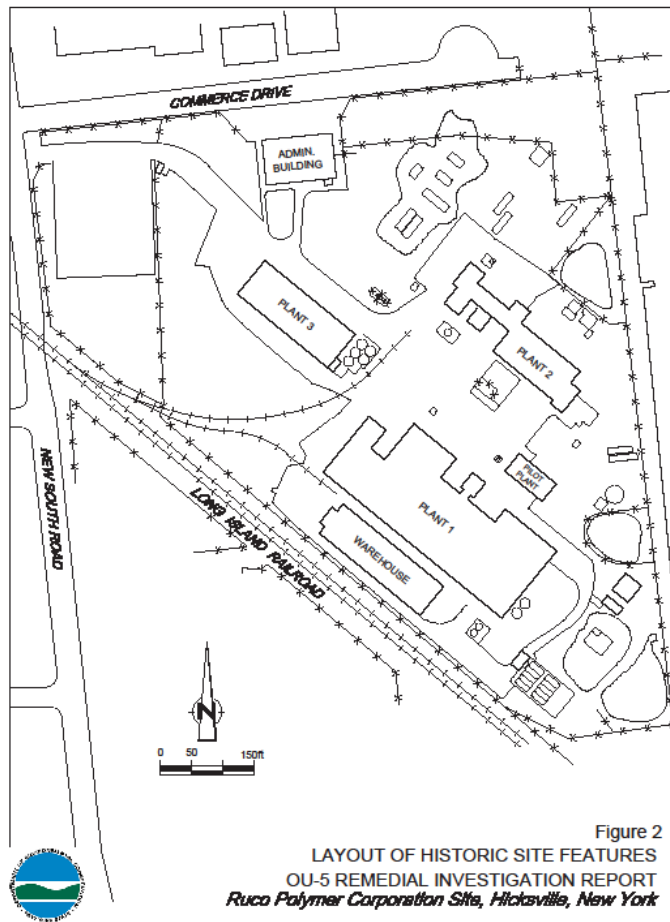 COMMERCE DRIVE
ADMIN.
BUILDING
PLANT 3
PLANT 2
PILOT
PLANT
PLANT 1
WAREHOUSE
NEW SOUTH ROAD
LONG ISLAND RAILROAD
N
0 50 150ft
Figure 2
LAYOUT OF HISTORIC SITE FEATURES
OU-5 REMEDIAL INVESTIGATION REPORT
Ruco Polymer Corporation Site, Hicksville, New York